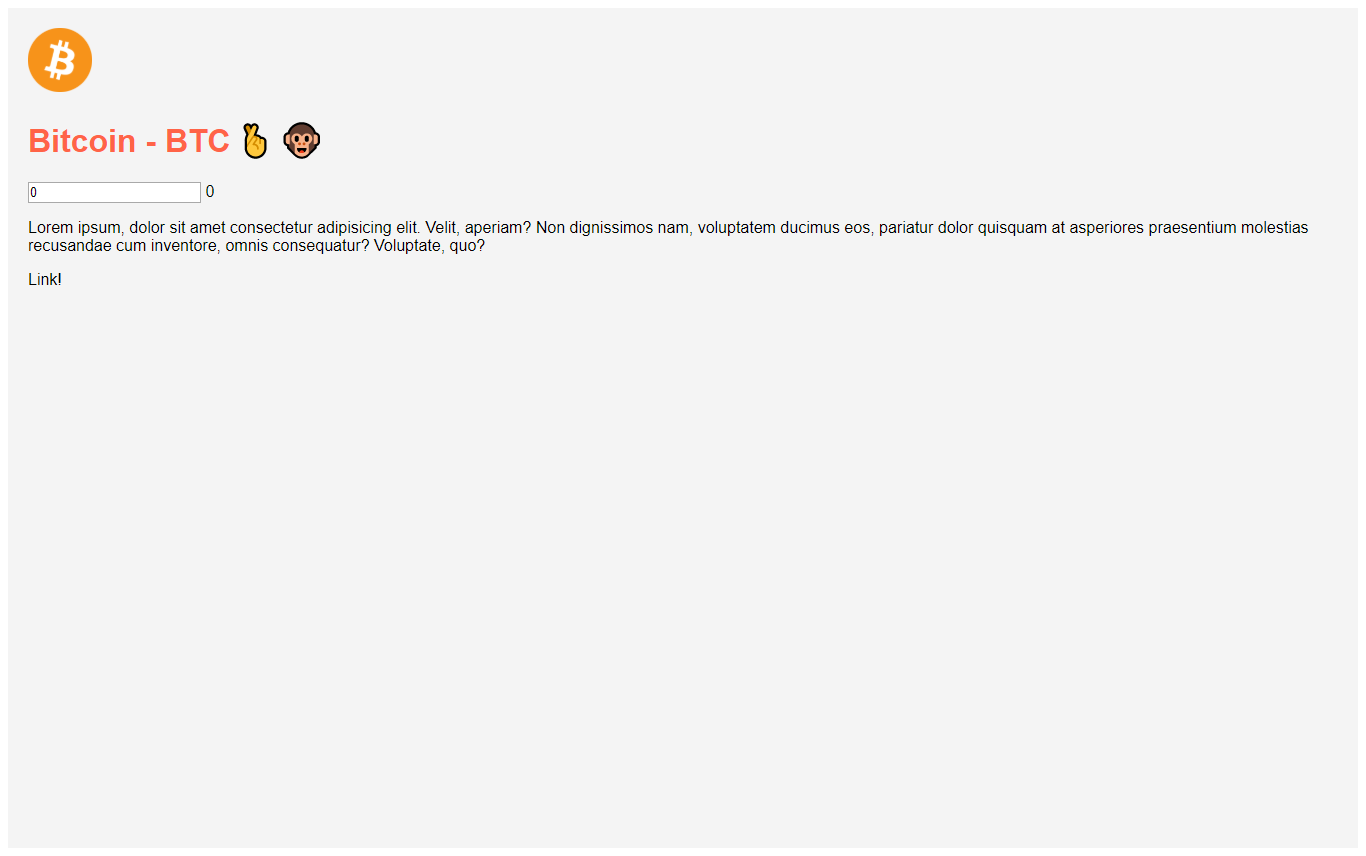 Bitcoin - BTC 🤞 🐵
0 0
Lorem ipsum, dolor sit amet consectetur adipisicing elit. Velit, aperiam? Non dignissimos nam, voluptatem ducimus eos, pariatur dolor quisquam at asperiores praesentium molestias
recusandae cum inventore, omnis consequatur? Voluptate, quo?
Link!